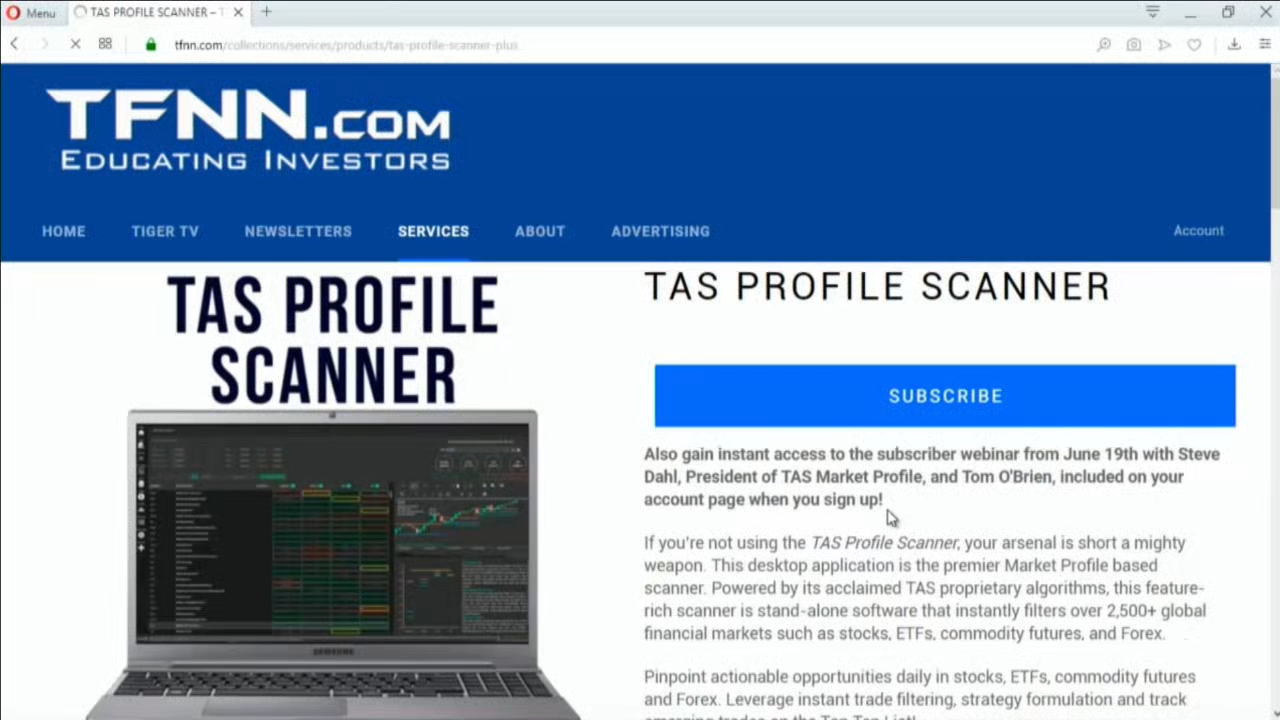 Menu
TAS PROFILE SCANNER – T
tfnn.com/collections/services/products/tas-profile-scanner-plus
TFNN.COM
EDUCATING INVESTORS
HOME TIGER TV NEWSLETTERS SERVICES ABOUT ADVERTISING Account
TAS PROFILE
SCANNER
SAMSUNG
TAS PROFILE SCANNER
SUBSCRIBE
Also gain instant access to the subscriber webinar from June 19th with Steve
Dahl, President of TAS Market Profile, and Tom O'Brien, included on your
account page when you sign up!
If you're not using the TAS Profile Scanner, your arsenal is short a mighty
weapon. This desktop application is the premier Market Profile based
scanner. Powered by its acclaimed TAS proprietary algorithms, this feature-
rich scanner is stand-alone software that instantly filters over 2,500+ global
financial markets such as stocks, ETFs, commodity futures, and Forex.
Pinpoint actionable opportunities daily in stocks, ETFs, commodity futures
and Forex. Leverage instant trade filtering, strategy formulation and track
emerging trades on the Top Ten List!